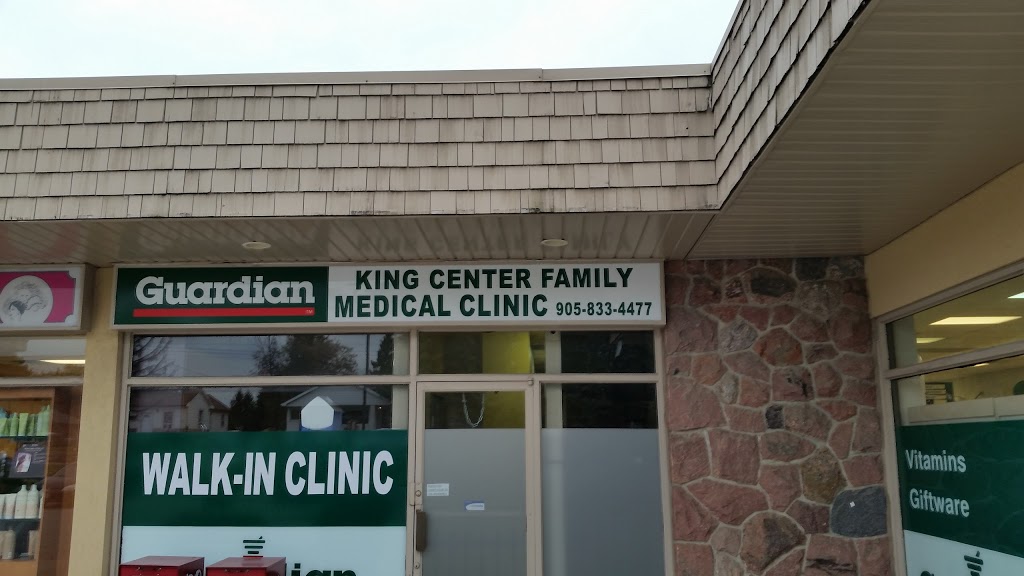 Guardian
KING CENTER FAMILY
MEDICAL CLINIC 905-833-4477
WALK-IN CLINIC
Vitamins
Giftware